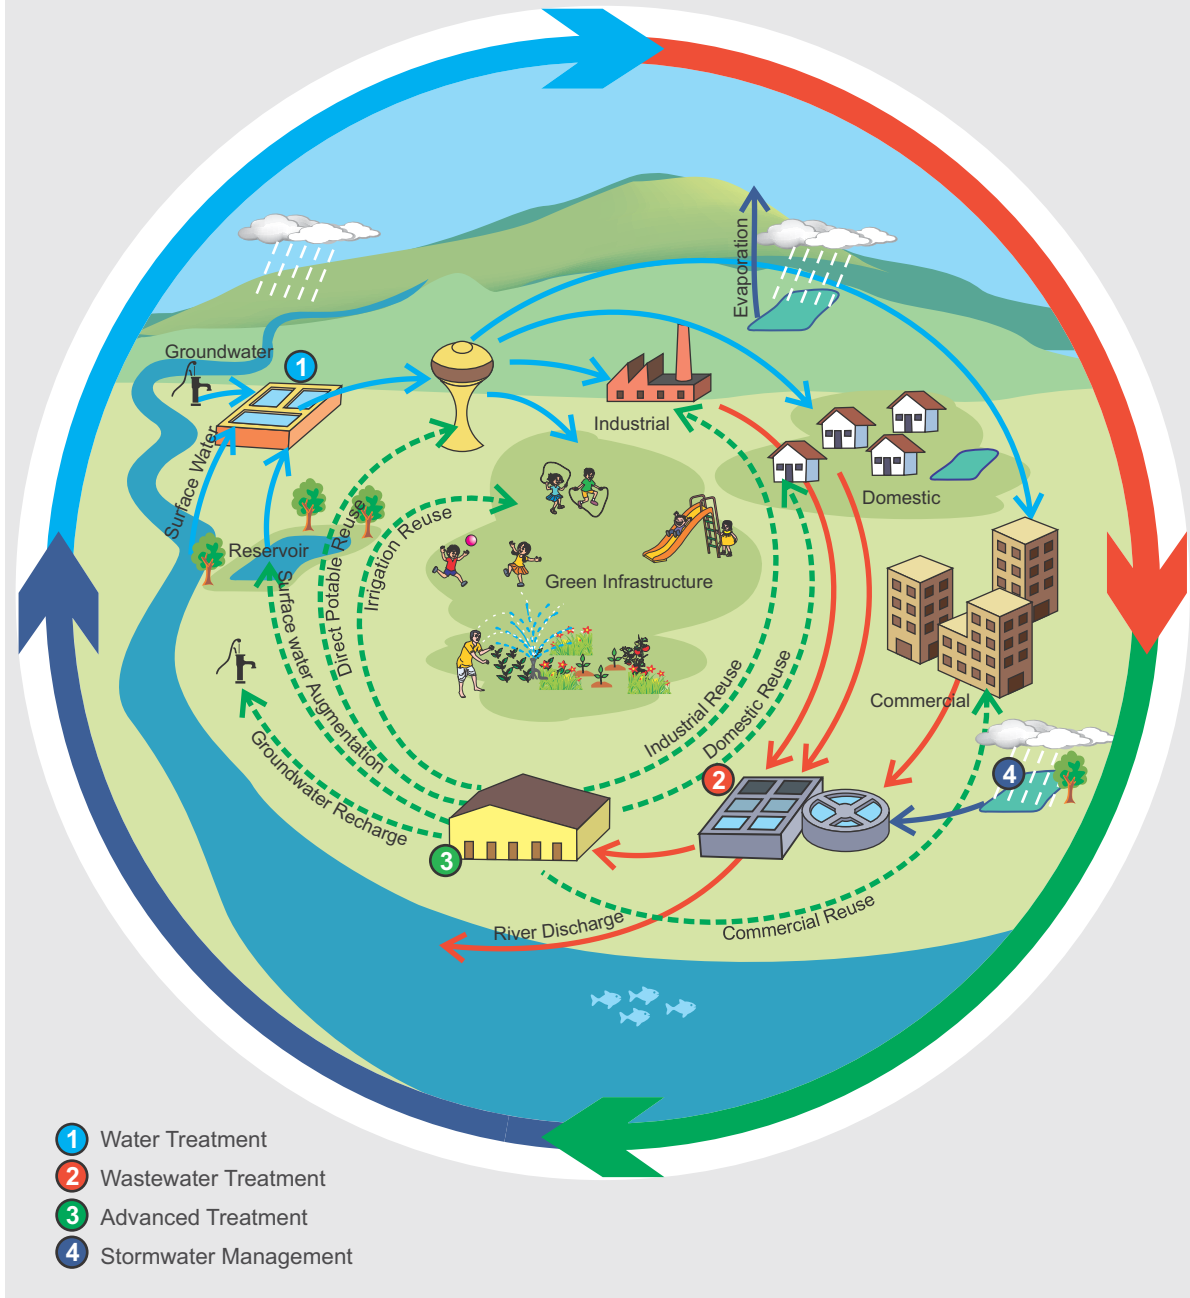 Evaporation
Groundwater
1
Surface Water
Industrial
Domestic
Reservoir
Direct Potable Reuse
Irrigation Reuse
Green Infrastructure
Surface water Augmentation
Groundwater Recharge
Industrial Reuse
Domestic Reuse
Commercial
2
4
3
River Discharge
Commercial Reuse
1 Water Treatment
2 Wastewater Treatment
3 Advanced Treatment
4 Stormwater Management